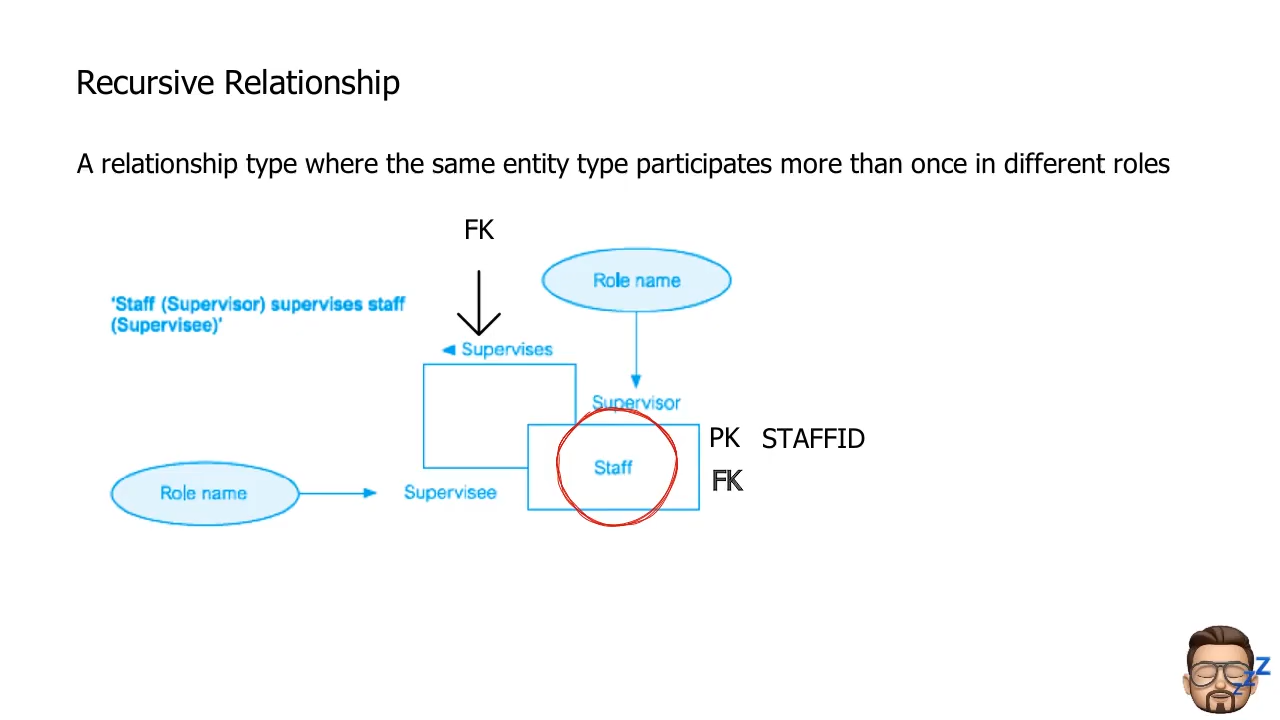 Recursive Relationship
A relationship type where the same entity type participates more than once in different roles
FK
Role name
'Staff (Supervisor) supervises staff
(Supervisee)'
◄ Supervises
Supervisor
PK STAFFID
Staff
FK
Role name
Supervisee
z z z